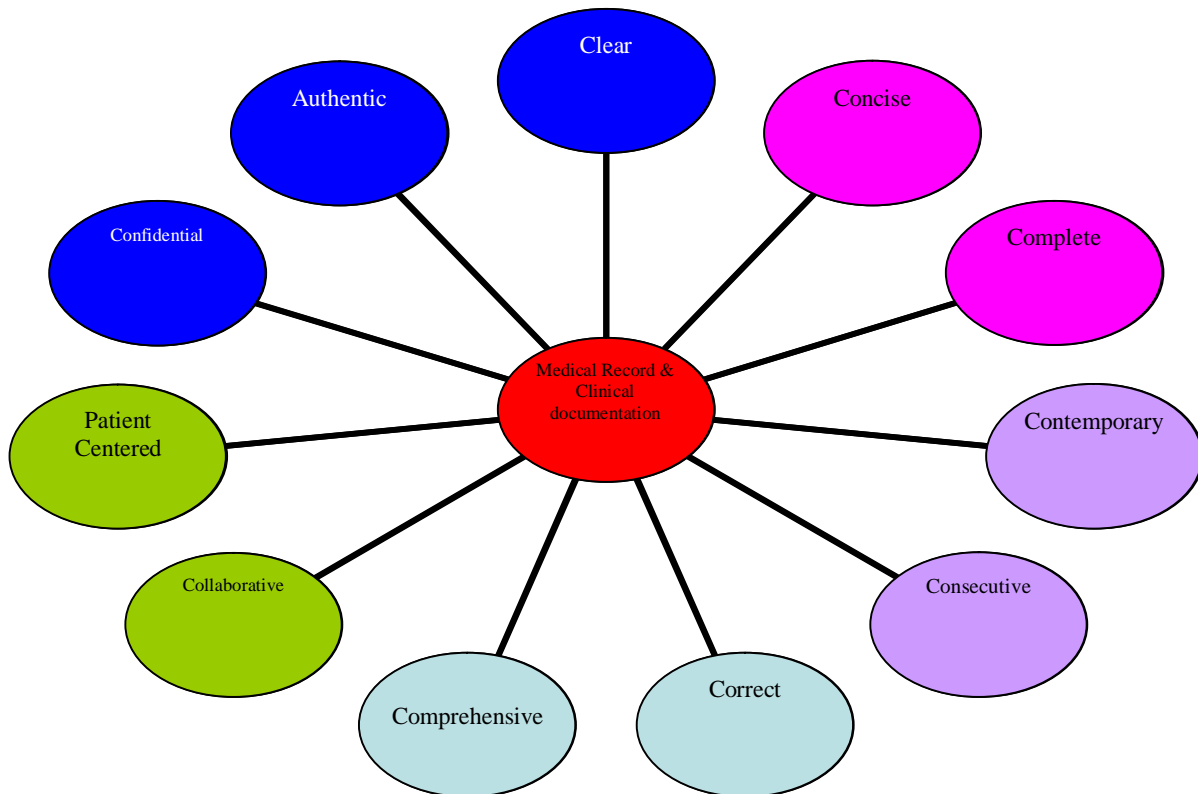 Clear
Concise
Complete
Contemporary
Consecutive
Correct
Comprehensive
Collaborative
Patient
Centered
Confidential
Authentic
Medical Record &
Clinical
documentation